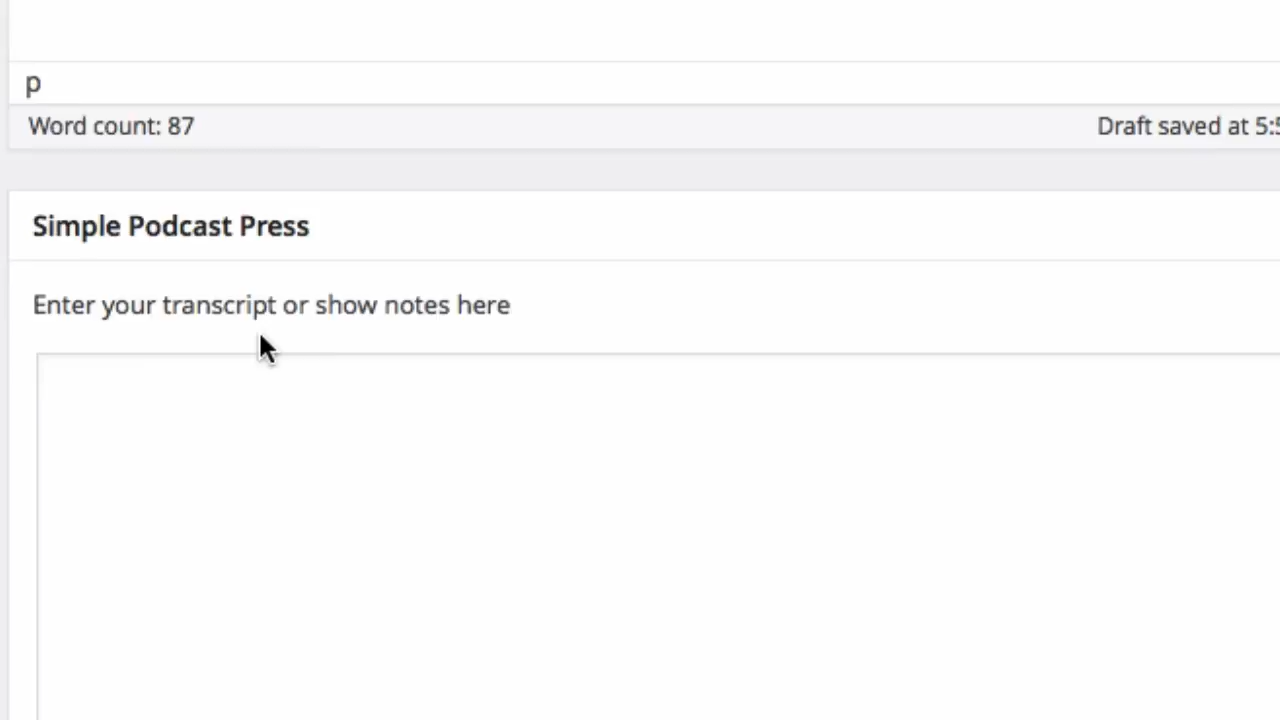 p
Word count: 87
Draft saved at 5:5
Simple Podcast Press
Enter your transcript or show notes here